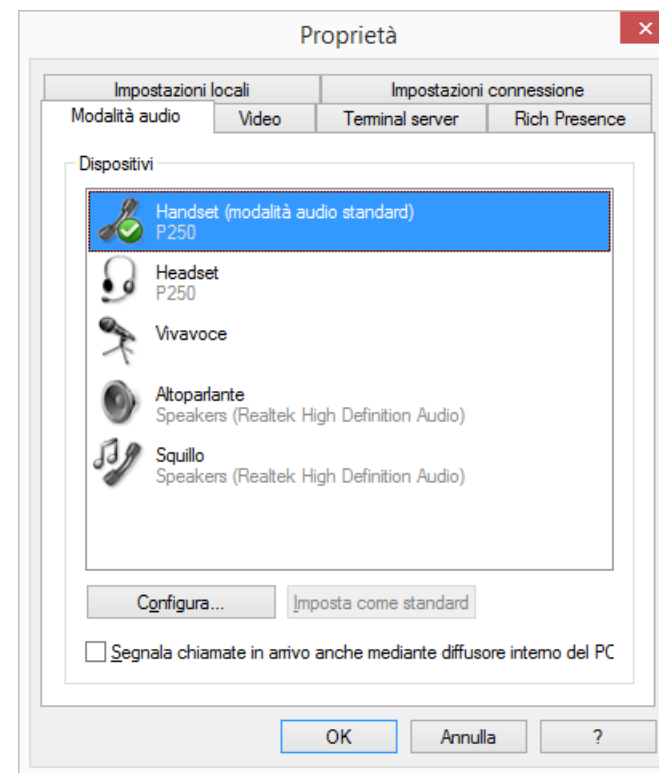 Proprietà
Impostazioni locali
Impostazioni connessione
Modalità audio
Video
Terminal server
Rich Presence
Dispositivi
Handset (modalità audio standard)
P250
Headset
P250
Vivavoce
Altoparlante
Speakers (Realtek High Definition Audio)
Squillo
Speakers (Realtek High Definition Audio)
Configura...
Imposta come standard
Segnala chiamate in arrivo anche mediante diffusore interno del PC
OK
Annulla
?